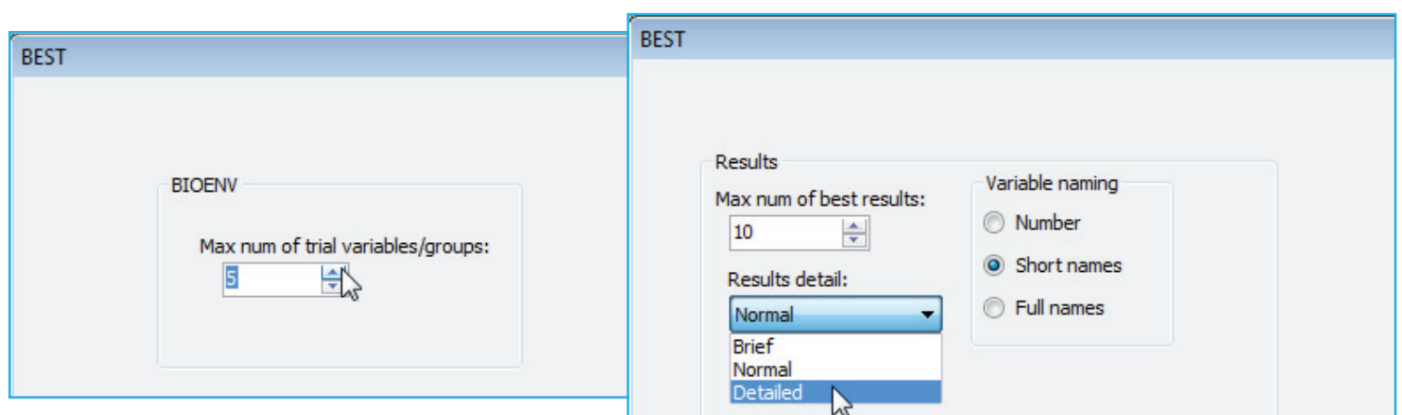 BEST
BIOENV
Max num of trial variables/groups:
5
BEST
Results
Max num of best results:
10
Results detail:
Normal
Brief
Normal
Detailed
Variable naming
Number
Short names
Full names